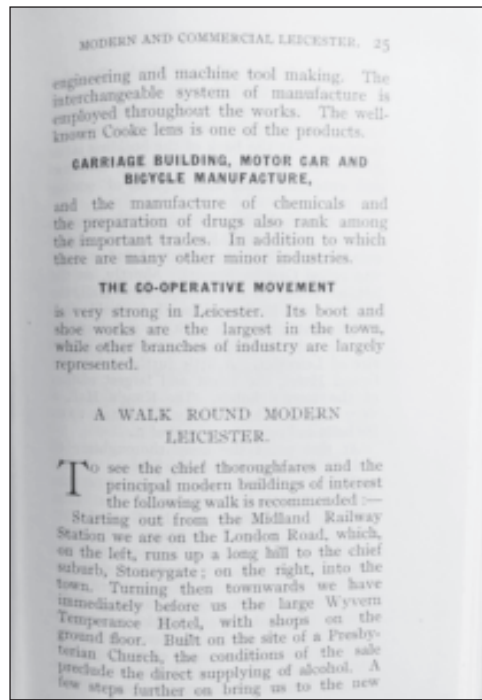 MODERN AND COMMERCIAL LEICESTER. 25
engineering and machine tool making. The
interchangeable system of manufacture is
employed throughout the works. The well-
known Cooke lens is one of the products.
CARRIAGE BUILDING, MOTOR CAR AND
BICYCLE MANUFACTURE,
and the manufacture of chemicals and
the preparation of drugs also rank among
the important trades. In addition to which
there are many other minor industries.
THE CO-OPERATIVE MOVEMENT
is very strong in Leicester. Its boot and
shoe works are the largest in the town,
while other branches of industry are largely
represented.
A WALK ROUND MODERN
LEICESTER.
To see the chief thoroughfares and the
principal modern buildings of interest
the following walk is recommended :—
Starting out from the Midland Railway
Station we are on the London Road, which,
on the left, runs up a long hill to the chief
suburb, Stoneygate; on the right, into the
town. Turning then townwards we have
immediately before us the large Wyvern
Temperance Hotel, with shops on the
ground floor. Built on the site of a Presby-
terian Church, the conditions of the sale
preclude the direct supplying of alcohol. A
few steps further on bring us to the new